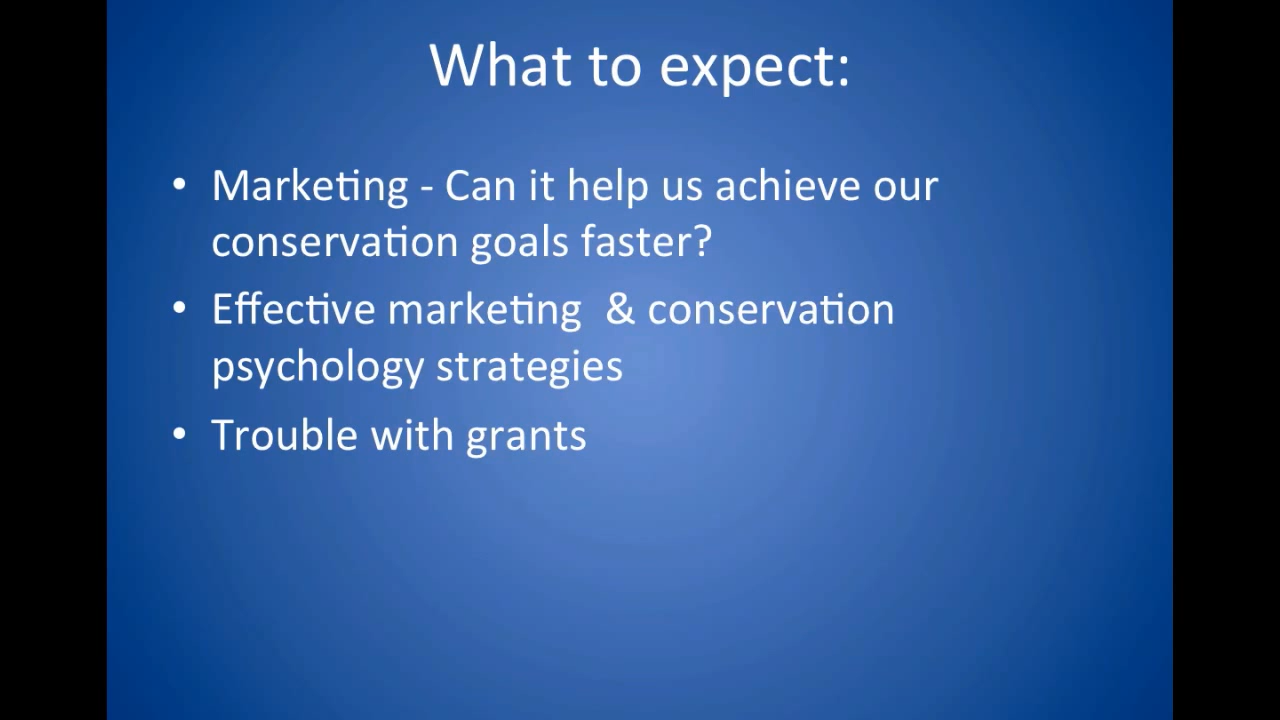 What to expect:
• Marketing - Can it help us achieve our
conservation goals faster?
• Effective marketing  & conservation
psychology strategies
• Trouble with grants